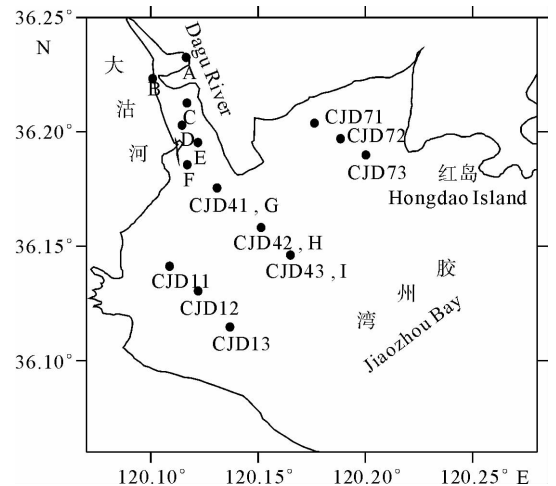 36.25°
N
36.20°
36.15°
36.10°
大
沽
河
Dagu River
A
B
C
D
E
F
CJD71
CJD72
CJD73
红岛
Hongdao Island
CJD41 , G
CJD42 , H
CJD43 , I
CJD11
CJD12
CJD13
胶
州
湾
Jiaozhou Bay
120.10°
120.15°
120.20°
120.25° E